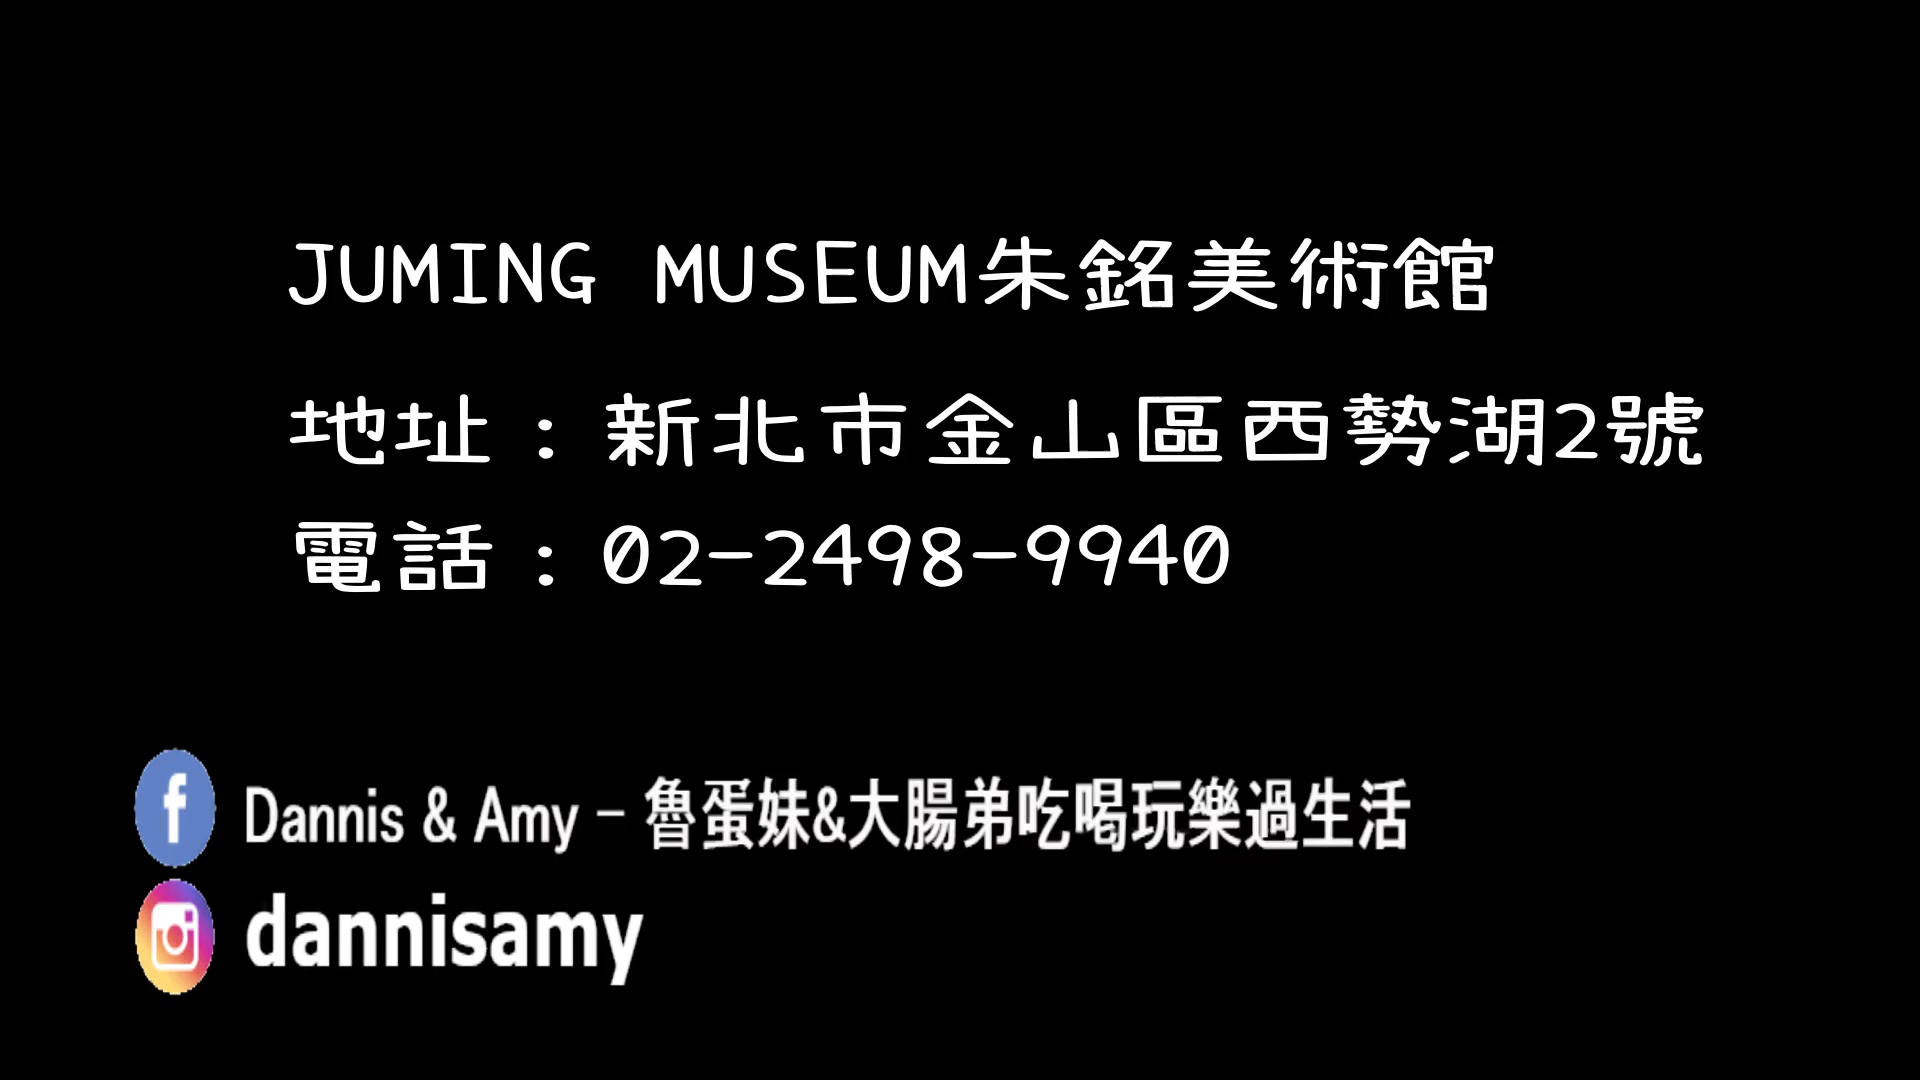 JUMING MUSEUM朱銘美術館
地址：新北市金山區西勢湖2號
電話：02-2498-9940
Dannis & Amy - 魯蛋妹&大腸弟吃喝玩樂過生活
dannisamy